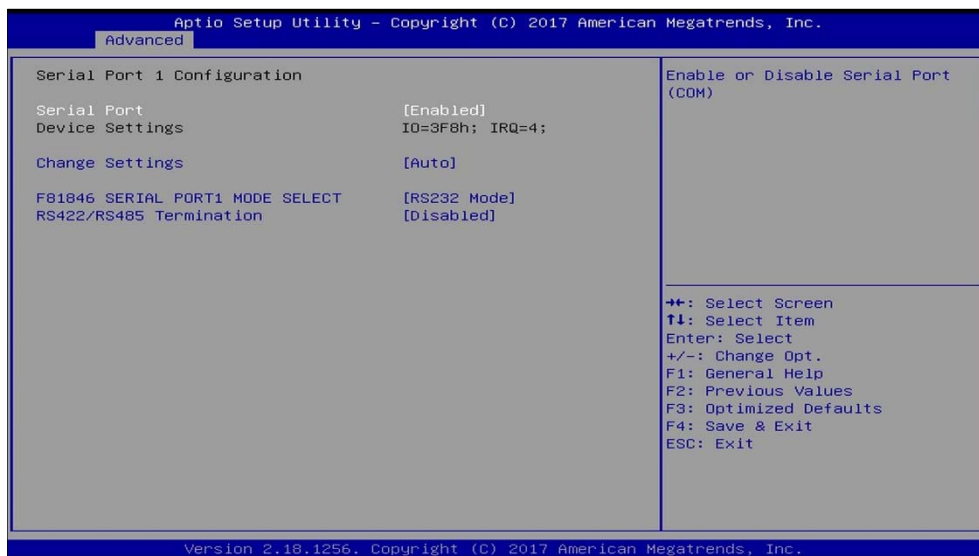 Aptio Setup Utility – Copyright (C) 2017 American Megatrends, Inc.
Advanced
Serial Port 1 Configuration
Serial Port [Enabled]
Device Settings IO=3F8h; IRQ=4;
Change Settings [Auto]
F81846 SERIAL PORT1 MODE SELECT [RS232 Mode]
RS422/RS485 Termination [Disabled]
Enable or Disable Serial Port
(COM)
→←: Select Screen
↑↓: Select Item
Enter: Select
+/-: Change Opt.
F1: General Help
F2: Previous Values
F3: Optimized Defaults
F4: Save & Exit
ESC: Exit
Version 2.18.1256. Copyright (C) 2017 American Megatrends, Inc.